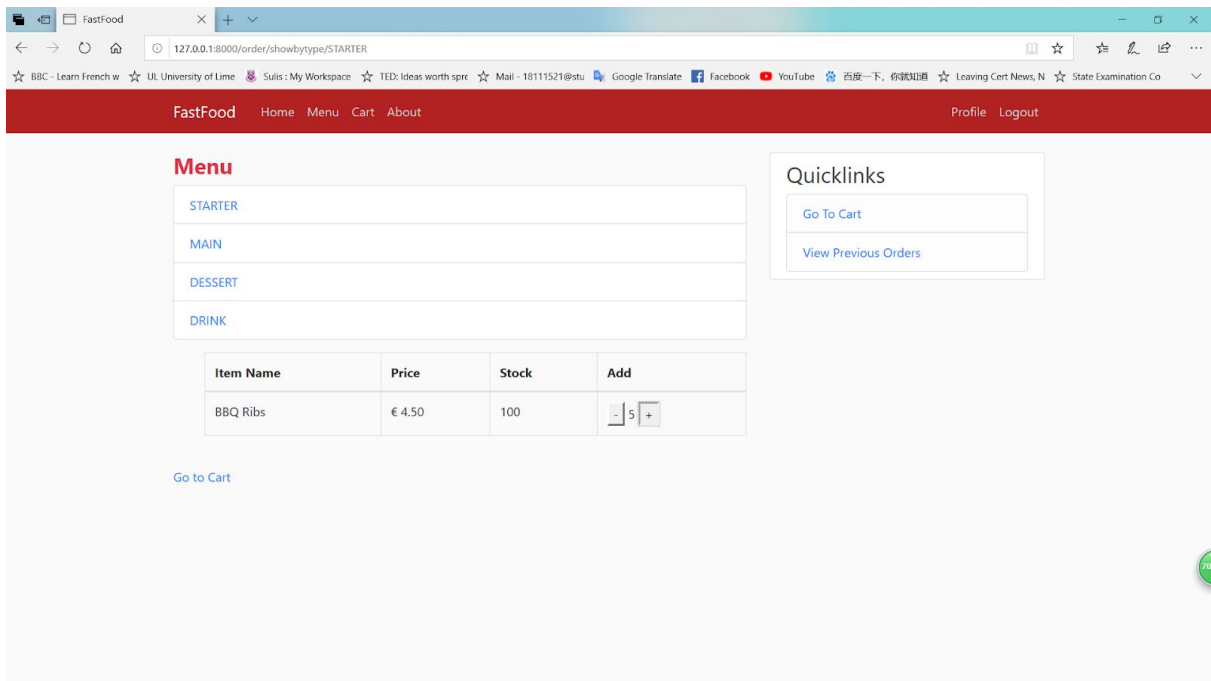 FastFood
127.0.0.1:8000/order/showbytype/STARTER
BBC - Learn French w UL University of Lime Sulis : My Workspace TED: Ideas worth spre Mail - 18111521@stu Google Translate Facebook YouTube 百度一下，你就知道 Leaving Cert News, N State Examination Co
FastFood Home Menu Cart About Profile Logout
Menu
STARTER
MAIN
DESSERT
DRINK
Quicklinks
Go To Cart
View Previous Orders
Item Name Price Stock Add
BBQ Ribs € 4.50 100 - 5 +
Go to Cart
70